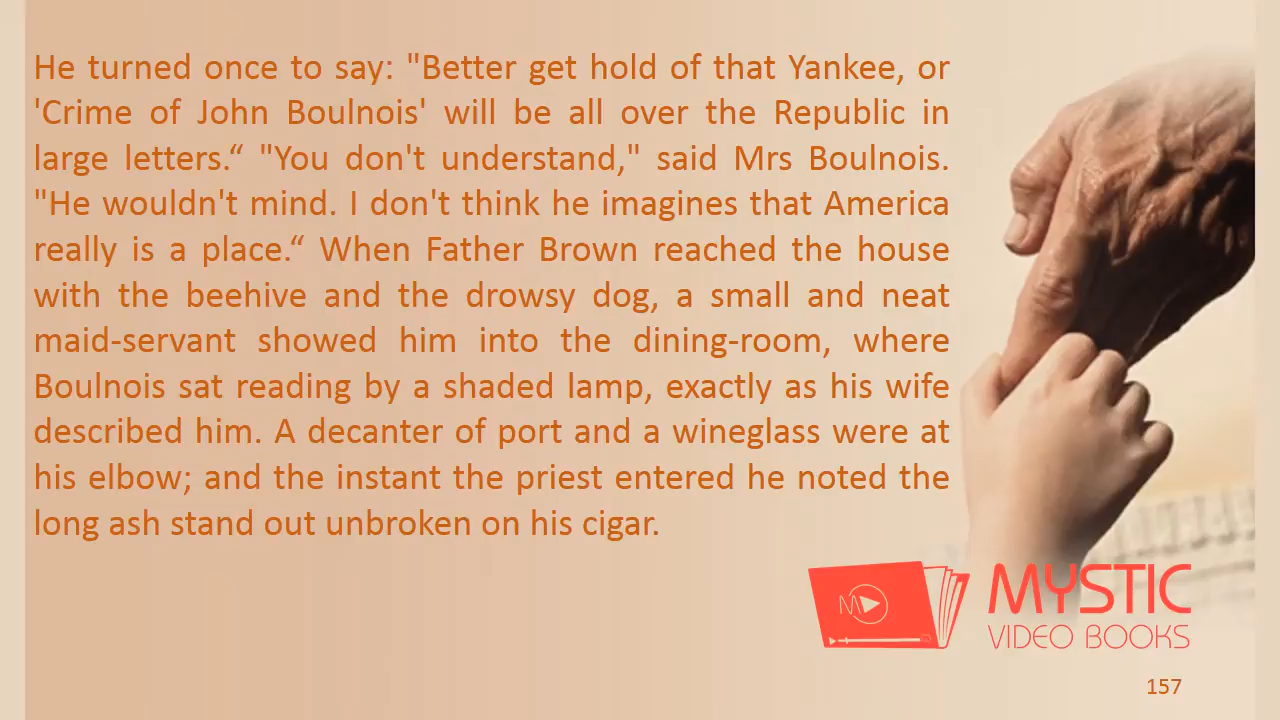 He turned once to say: "Better get hold of that Yankee, or
'Crime of John Boulnois' will be all over the Republic in
large letters.“ "You don't understand," said Mrs Boulnois.
"He wouldn't mind. I don't think he imagines that America
really is a place.“ When Father Brown reached the house
with the beehive and the drowsy dog, a small and neat
maid-servant showed him into the dining-room, where
Boulnois sat reading by a shaded lamp, exactly as his wife
described him. A decanter of port and a wineglass were at
his elbow; and the instant the priest entered he noted the
long ash stand out unbroken on his cigar.
M
MYSTIC
VIDEO BOOKS
157